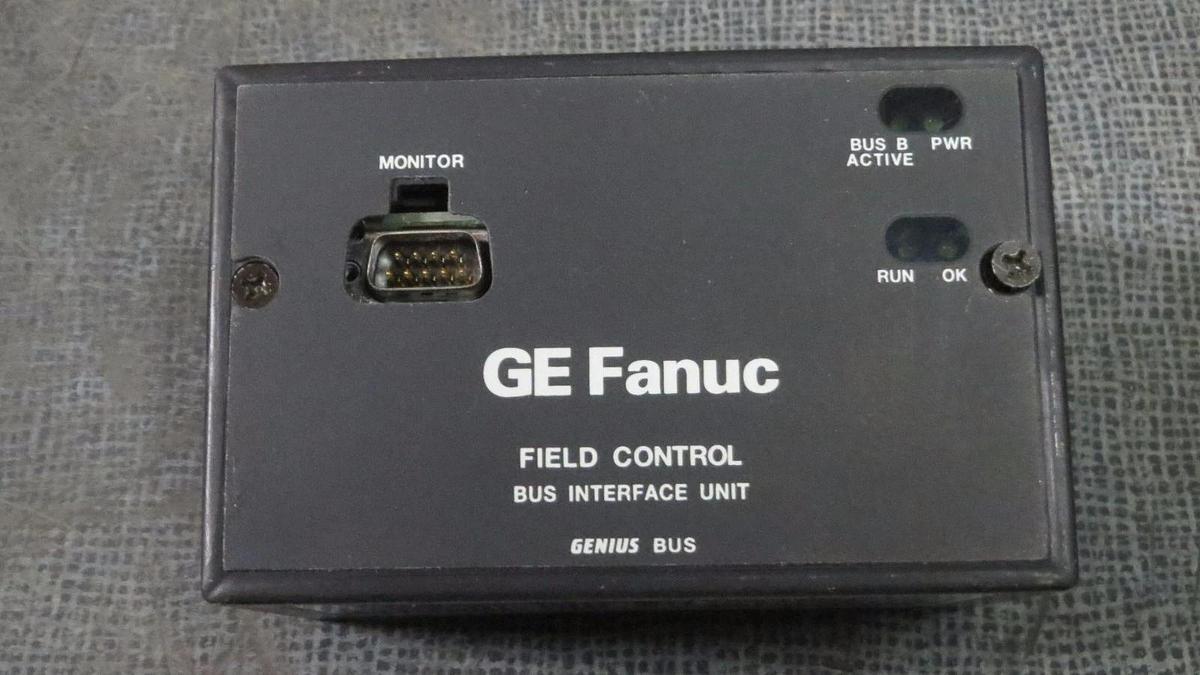 MONITOR
BUS B PWR
ACTIVE
RUN OK
GE Fanuc
FIELD CONTROL
BUS INTERFACE UNIT
GENIUS BUS